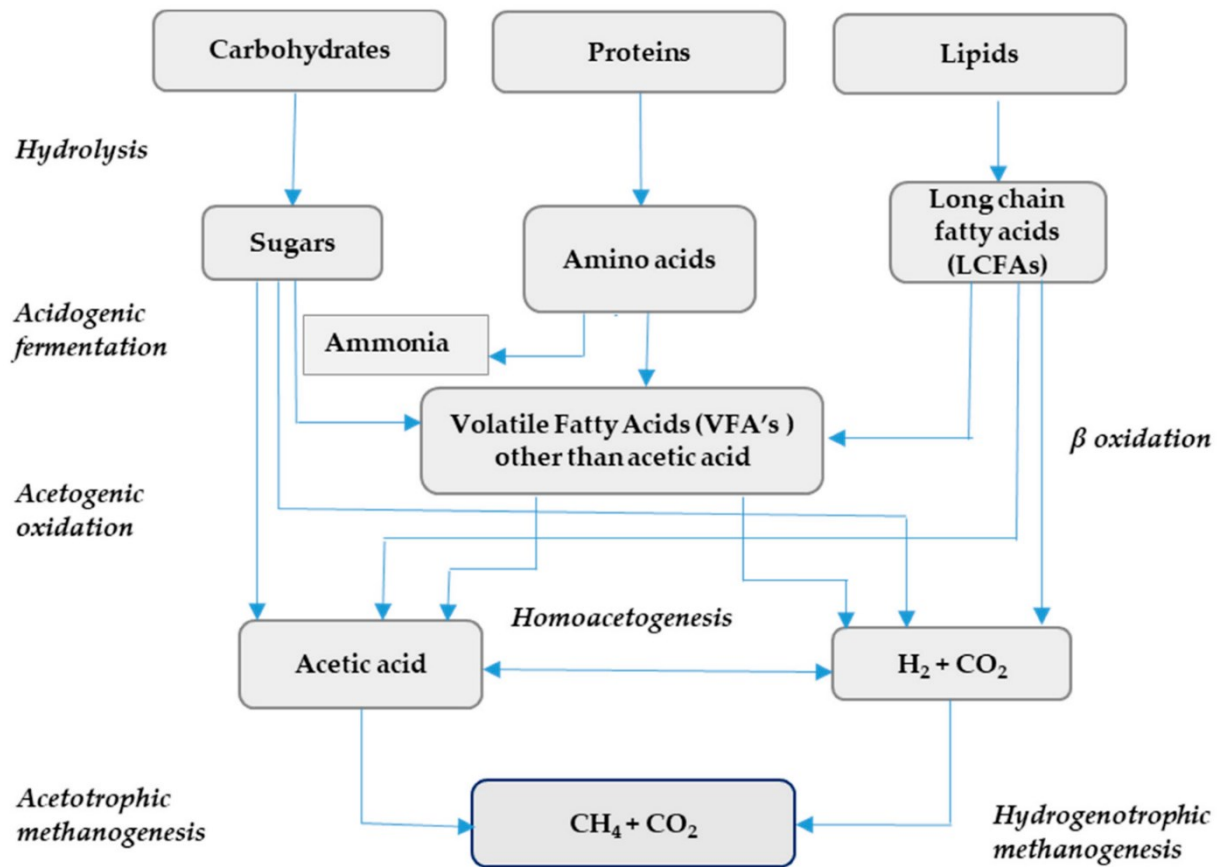 Carbohydrates
Proteins
Lipids
Hydrolysis
Sugars
Amino acids
Long chain
fatty acids
(LCFAs)
Acidogenic
fermentation
Ammonia
Volatile Fatty Acids (VFA's )
other than acetic acid
β oxidation
Acetogenic
oxidation
Homoacetogenesis
Acetic acid
H₂ + CO₂
Acetotrophic
methanogenesis
CH₄ + CO₂
Hydrogenotrophic
methanogenesis